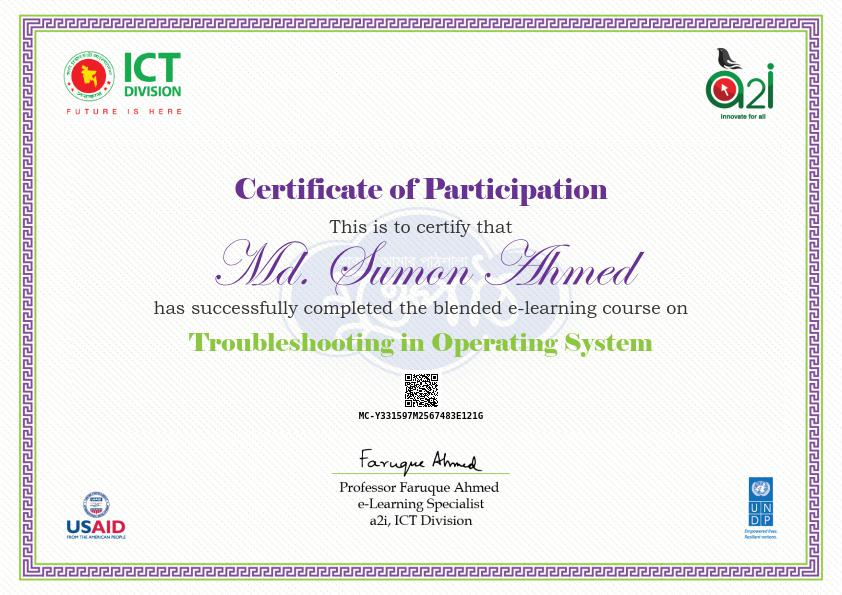 ICT
DIVISION
FUTURE IS HERE
a2i
Innovate for all
Certificate of Participation
This is to certify that
Md. Sumon Ahmed
has successfully completed the blended e-learning course on
Troubleshooting in Operating System
MC-Y331597M2567483E121G
Faruque Ahmed
Professor Faruque Ahmed
e-Learning Specialist
a2i, ICT Division
USAID
FROM THE AMERICAN PEOPLE
U N
D P
Empowered lives.
Resilient nations.